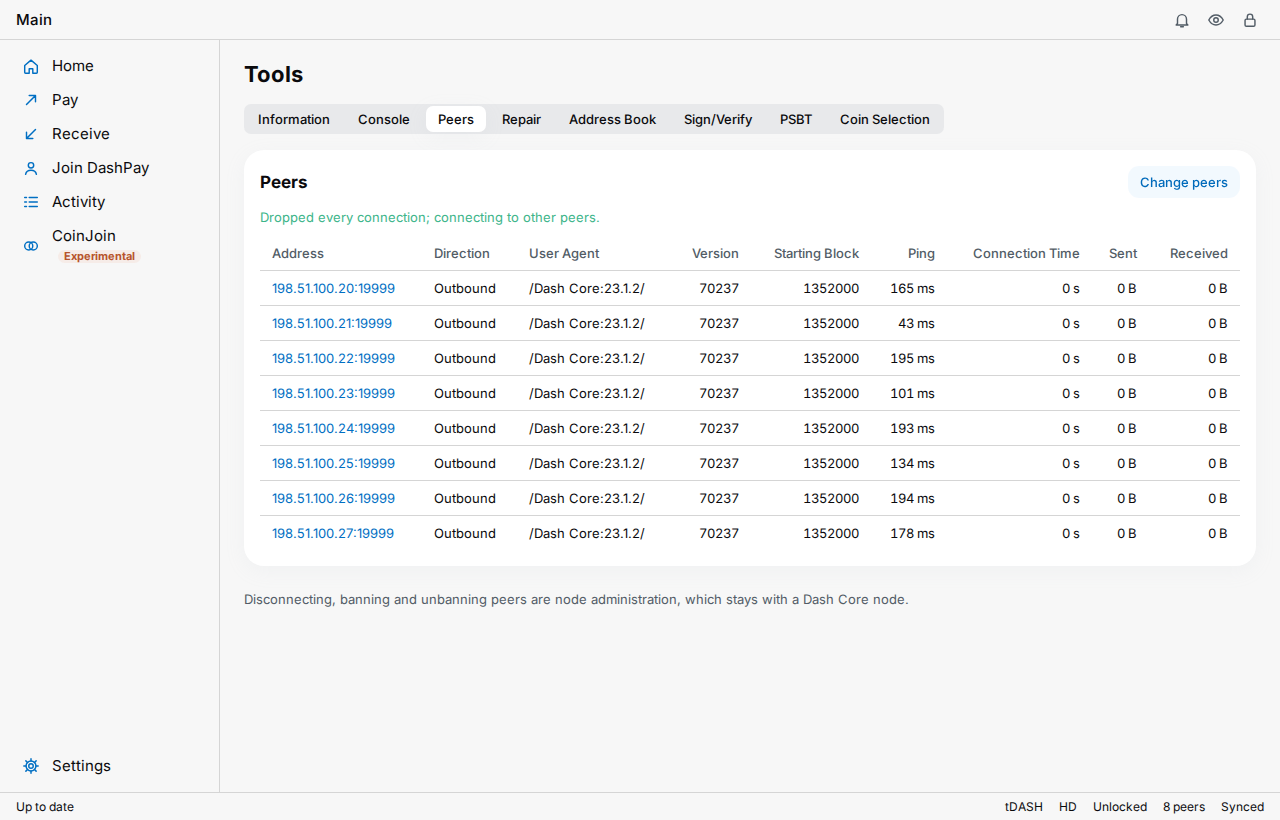 Main
Home
Pay
Receive
Join DashPay
Activity
CoinJoin
Experimental
Settings
Tools
Information Console Peers Repair Address Book Sign/Verify PSBT Coin Selection
Peers
Change peers
Dropped every connection; connecting to other peers.
Address Direction User Agent Version Starting Block Ping Connection Time Sent Received
198.51.100.20:19999 Outbound /Dash Core:23.1.2/ 70237 1352000 165 ms 0 s 0 B 0 B
198.51.100.21:19999 Outbound /Dash Core:23.1.2/ 70237 1352000 43 ms 0 s 0 B 0 B
198.51.100.22:19999 Outbound /Dash Core:23.1.2/ 70237 1352000 195 ms 0 s 0 B 0 B
198.51.100.23:19999 Outbound /Dash Core:23.1.2/ 70237 1352000 101 ms 0 s 0 B 0 B
198.51.100.24:19999 Outbound /Dash Core:23.1.2/ 70237 1352000 193 ms 0 s 0 B 0 B
198.51.100.25:19999 Outbound /Dash Core:23.1.2/ 70237 1352000 134 ms 0 s 0 B 0 B
198.51.100.26:19999 Outbound /Dash Core:23.1.2/ 70237 1352000 194 ms 0 s 0 B 0 B
198.51.100.27:19999 Outbound /Dash Core:23.1.2/ 70237 1352000 178 ms 0 s 0 B 0 B
Disconnecting, banning and unbanning peers are node administration, which stays with a Dash Core node.
Up to date
tDASH HD Unlocked 8 peers Synced